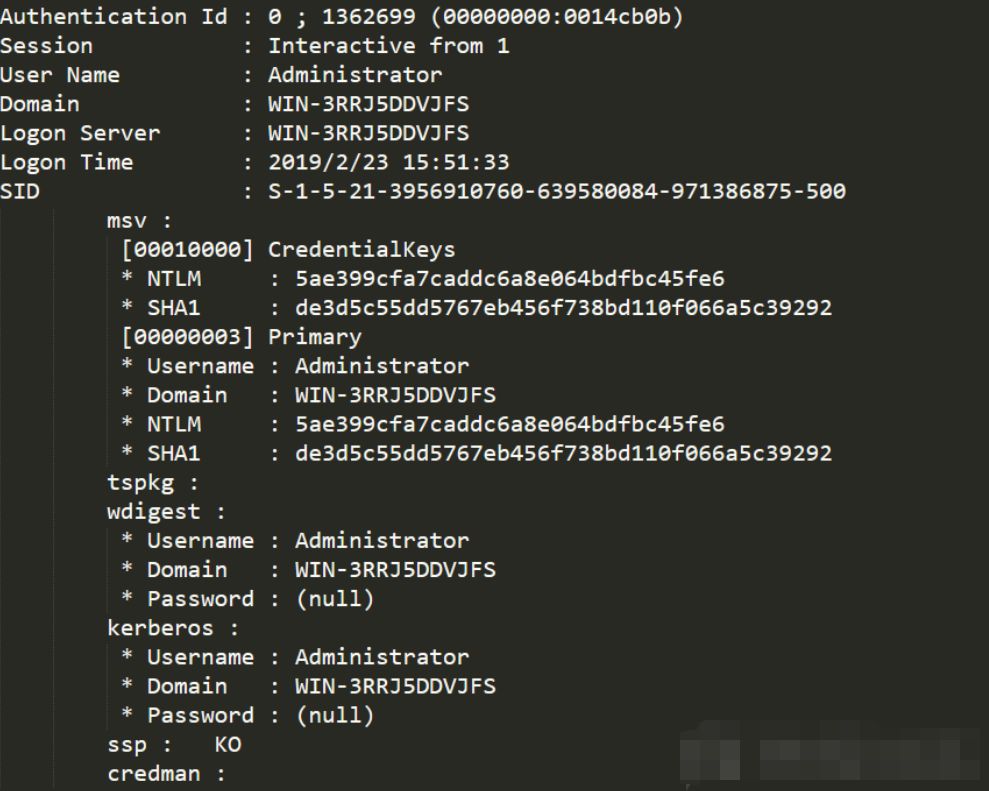 Authentication Id : 0 ; 1362699 (00000000:0014cb0b)
Session           : Interactive from 1
User Name         : Administrator
Domain            : WIN-3RRJ5DDVJFS
Logon Server      : WIN-3RRJ5DDVJFS
Logon Time        : 2019/2/23 15:51:33
SID               : S-1-5-21-3956910760-639580084-971386875-500
        msv :
         [00010000] CredentialKeys
         * NTLM     : 5ae399cfa7caddc6a8e064bdfbc45fe6
         * SHA1     : de3d5c55dd5767eb456f738bd110f066a5c39292
         [00000003] Primary
         * Username : Administrator
         * Domain   : WIN-3RRJ5DDVJFS
         * NTLM     : 5ae399cfa7caddc6a8e064bdfbc45fe6
         * SHA1     : de3d5c55dd5767eb456f738bd110f066a5c39292
        tspkg :
        wdigest :
         * Username : Administrator
         * Domain   : WIN-3RRJ5DDVJFS
         * Password : (null)
        kerberos :
         * Username : Administrator
         * Domain   : WIN-3RRJ5DDVJFS
         * Password : (null)
        ssp :   KO
        credman :